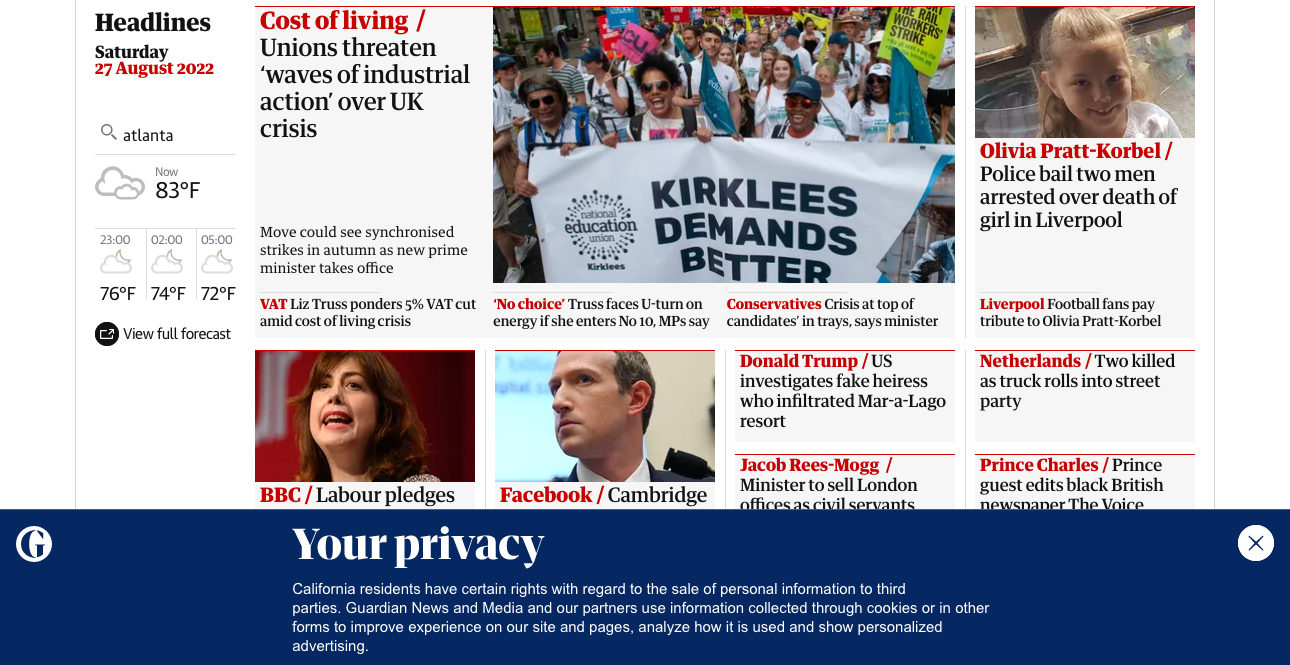 Headlines
Saturday
27 August 2022
atlanta
Now
83°F
23:00
02:00
05:00
76°F
74°F
72°F
View full forecast
Cost of living /
Unions threaten
‘waves of industrial
action’ over UK
crisis
Move could see synchronised
strikes in autumn as new prime
minister takes office
THE RAIL
WORKERS'
STRIKE
national
education
union
Kirklees
KIRKLEES
DEMANDS
BETTER
VAT Liz Truss ponders 5% VAT cut
amid cost of living crisis
‘No choice’ Truss faces U-turn on
energy if she enters No 10, MPs say
Conservatives Crisis at top of
candidates’ in trays, says minister
Olivia Pratt-Korbel /
Police bail two men
arrested over death of
girl in Liverpool
Liverpool Football fans pay
tribute to Olivia Pratt-Korbel
BBC / Labour pledges
Facebook / Cambridge
Donald Trump / US
investigates fake heiress
who infiltrated Mar-a-Lago
resort
Jacob Rees-Mogg /
Minister to sell London
offices as civil servants
Netherlands / Two killed
as truck rolls into street
party
Prince Charles / Prince
guest edits black British
newspaper The Voice
Your privacy
California residents have certain rights with regard to the sale of personal information to third
parties. Guardian News and Media and our partners use information collected through cookies or in other
forms to improve experience on our site and pages, analyze how it is used and show personalized
advertising.